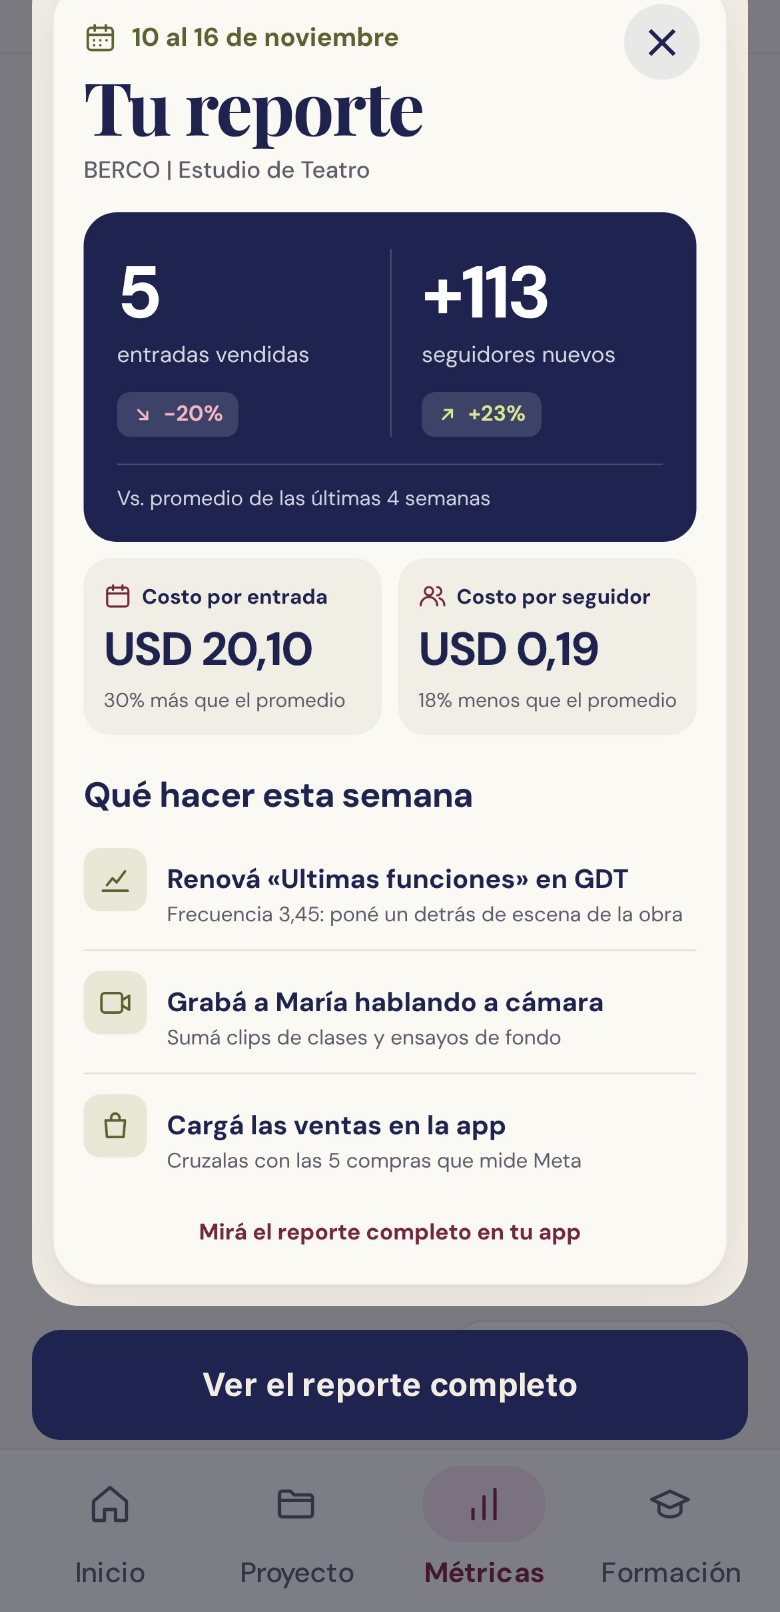 10 al 16 de noviembre
Tu reporte
BERCO | Estudio de Teatro
5
entradas vendidas
-20%
+113
seguidores nuevos
+23%
Vs. promedio de las últimas 4 semanas
Costo por entrada
USD 20,10
30% más que el promedio
Costo por seguidor
USD 0,19
18% menos que el promedio
Qué hacer esta semana
Renová «Ultimas funciones» en GDT
Frecuencia 3,45: poné un detrás de escena de la obra
Grabá a María hablando a cámara
Sumá clips de clases y ensayos de fondo
Cargá las ventas en la app
Cruzalas con las 5 compras que mide Meta
Mirá el reporte completo en tu app
Ver el reporte completo
Inicio
Proyecto
Métricas
Formación